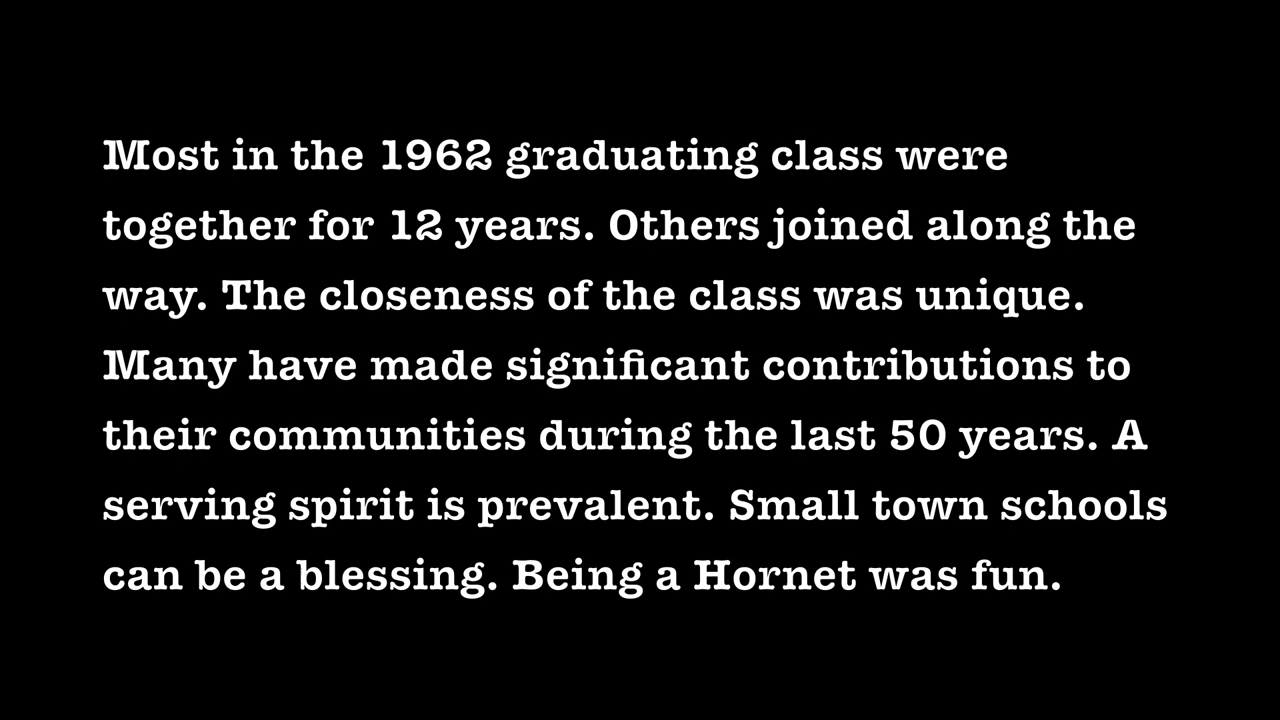 Most in the 1962 graduating class were
together for 12 years. Others joined along the
way. The closeness of the class was unique.
Many have made significant contributions to
their communities during the last 50 years. A
serving spirit is prevalent. Small town schools
can be a blessing. Being a Hornet was fun.